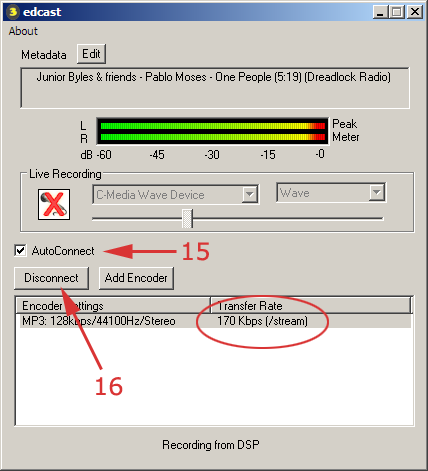 3 edcast
About
Metadata Edit
Junior Byles & friends - Pablo Moses - One People (5:19) (Dreadlock Radio)
L Peak
R Meter
dB -60 -45 -30 -15 -0
Live Recording
C-Media Wave Device Wave
AutoConnect 15
Disconnect Add Encoder
Encoder Settings Transfer Rate
MP3: 128kbps/44100Hz/Stereo 170 Kbps (/stream)
16
Recording from DSP